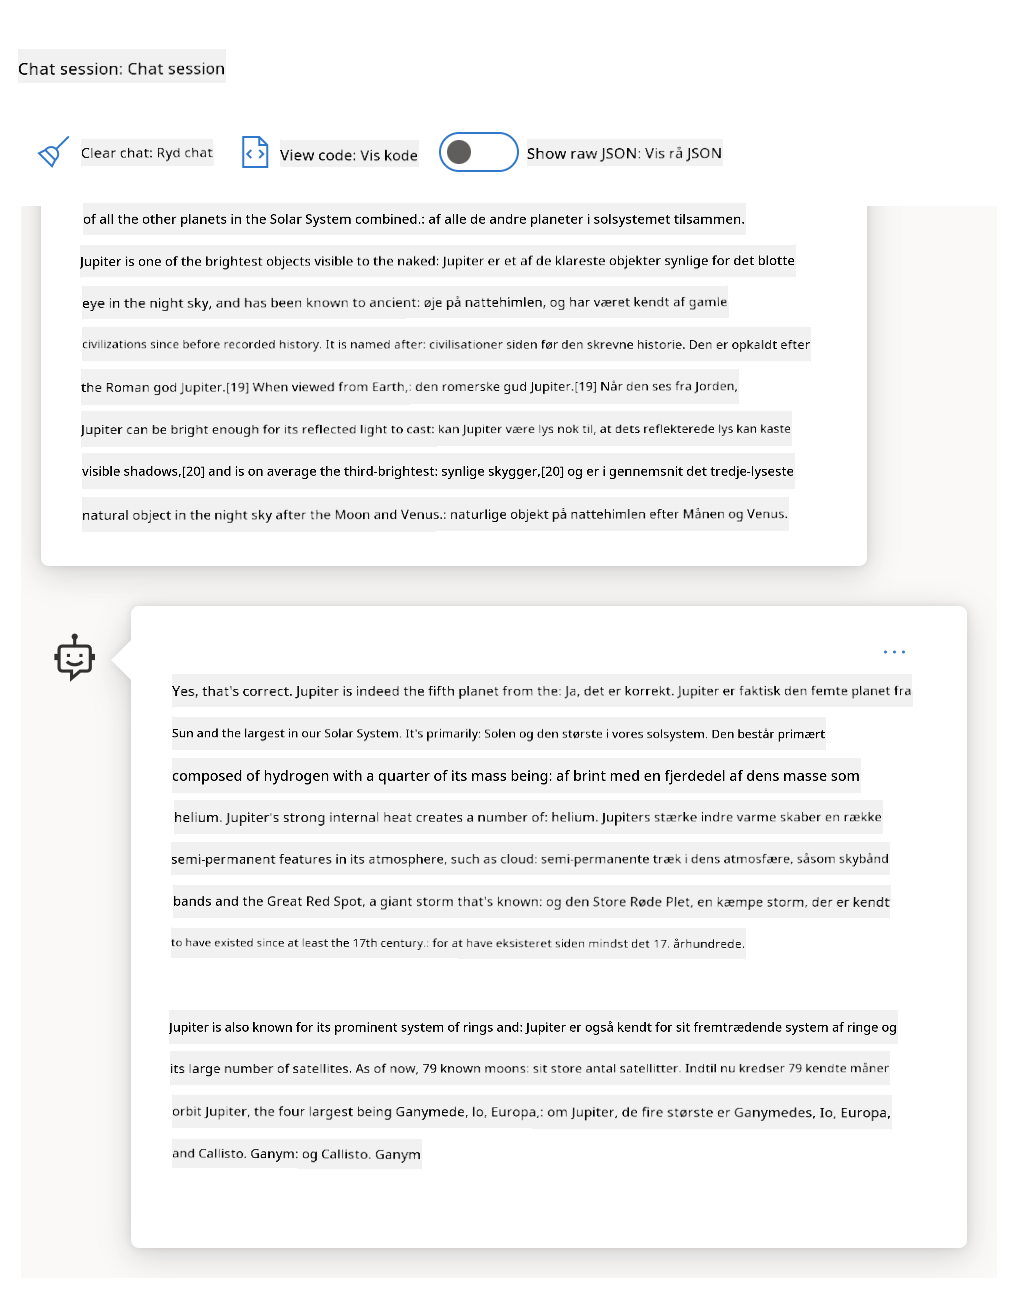 Chat session: Chat session
Clear chat: Ryd chat
View code: Vis kode
Show raw JSON: Vis rå JSON
of all the other planets in the Solar System combined.: af alle de andre planeter i solsystemet tilsammen.
Jupiter is one of the brightest objects visible to the naked: Jupiter er et af de klareste objekter synlige for det blotte
eye in the night sky, and has been known to ancient: øje på nattehimlen, og har været kendt af gamle
civilizations since before recorded history. It is named after: civilisationer siden før den skrevne historie. Den er opkaldt efter
the Roman god Jupiter.[19] When viewed from Earth,: den romerske gud Jupiter.[19] Når den ses fra Jorden,
Jupiter can be bright enough for its reflected light to cast: kan Jupiter være lys nok til, at dets reflekterede lys kan kaste
visible shadows,[20] and is on average the third-brightest: synlige skygger,[20] og er i gennemsnit det tredje-lyseste
natural object in the night sky after the Moon and Venus.: naturlige objekt på nattehimlen efter Månen og Venus.
Yes, that's correct. Jupiter is indeed the fifth planet from the: Ja, det er korrekt. Jupiter er faktisk den femte planet fra
Sun and the largest in our Solar System. It's primarily: Solen og den største i vores solsystem. Den består primært
composed of hydrogen with a quarter of its mass being: af brint med en fjerdedel af dens masse som
helium. Jupiter's strong internal heat creates a number of: helium. Jupiters stærke indre varme skaber en række
semi-permanent features in its atmosphere, such as cloud: semi-permanente træk i dens atmosfære, såsom skybånd
bands and the Great Red Spot, a giant storm that's known: og den Store Røde Plet, en kæmpe storm, der er kendt
to have existed since at least the 17th century.: for at have eksisteret siden mindst det 17. århundrede.
Jupiter is also known for its prominent system of rings and: Jupiter er også kendt for sit fremtrædende system af ringe og
its large number of satellites. As of now, 79 known moons: sit store antal satellitter. Indtil nu kredser 79 kendte måner
orbit Jupiter, the four largest being Ganymede, lo, Europa,: om Jupiter, de fire største er Ganymedes, Io, Europa,
and Callisto. Ganym: og Callisto. Ganym